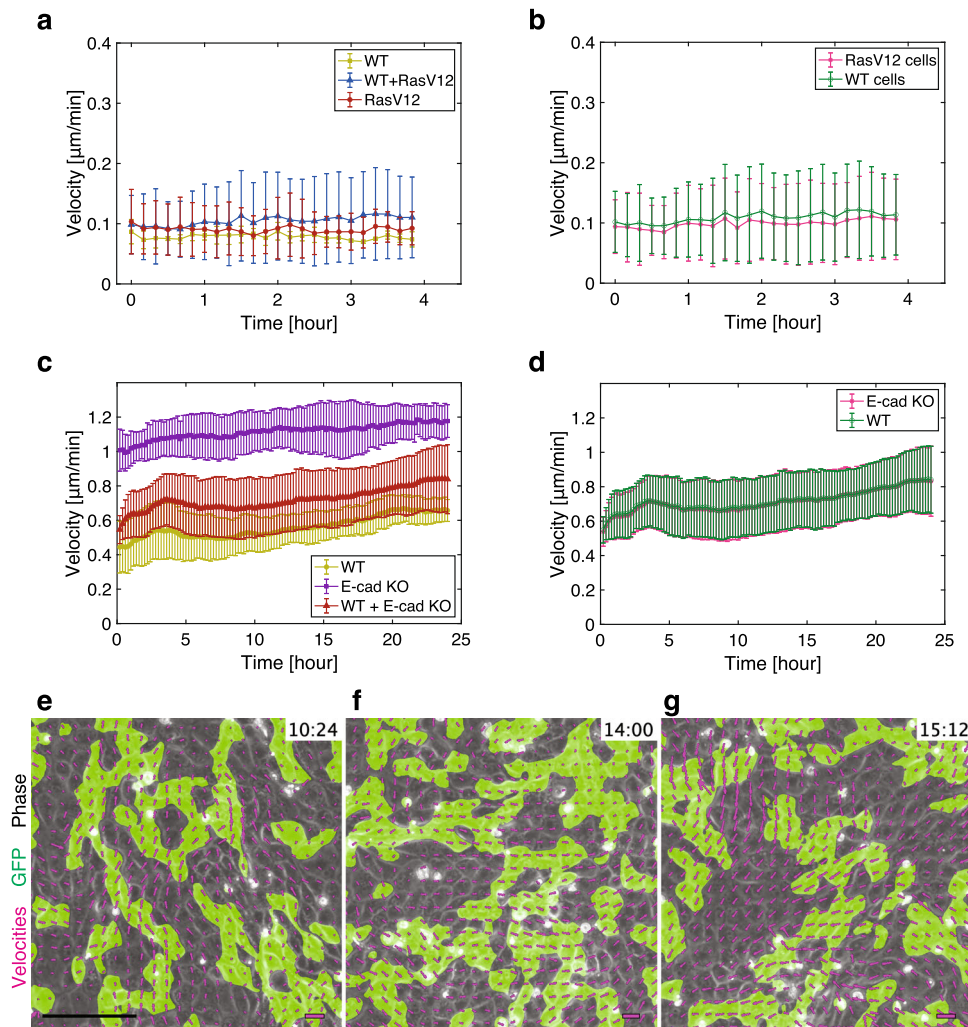 a
0.4
0.3
0.2
0.1
0
Velocity [µm/min]
WT
WT+RasV12
RasV12
0
1
2
3
4
Time [hour]
b
0.4
0.3
0.2
0.1
0
Velocity [µm/min]
RasV12 cells
WT cells
0
1
2
3
4
Time [hour]
c
1.2
1
0.8
0.6
0.4
0.2
0
Velocity [µm/min]
WT
E-cad KO
WT + E-cad KO
0
5
10
15
20
25
Time [hour]
d
1.2
1
0.8
0.6
0.4
0.2
0
Velocity [µm/min]
E-cad KO
WT
0
5
10
15
20
25
Time [hour]
e
10:24
f
14:00
g
15:12
Velocities GFP Phase